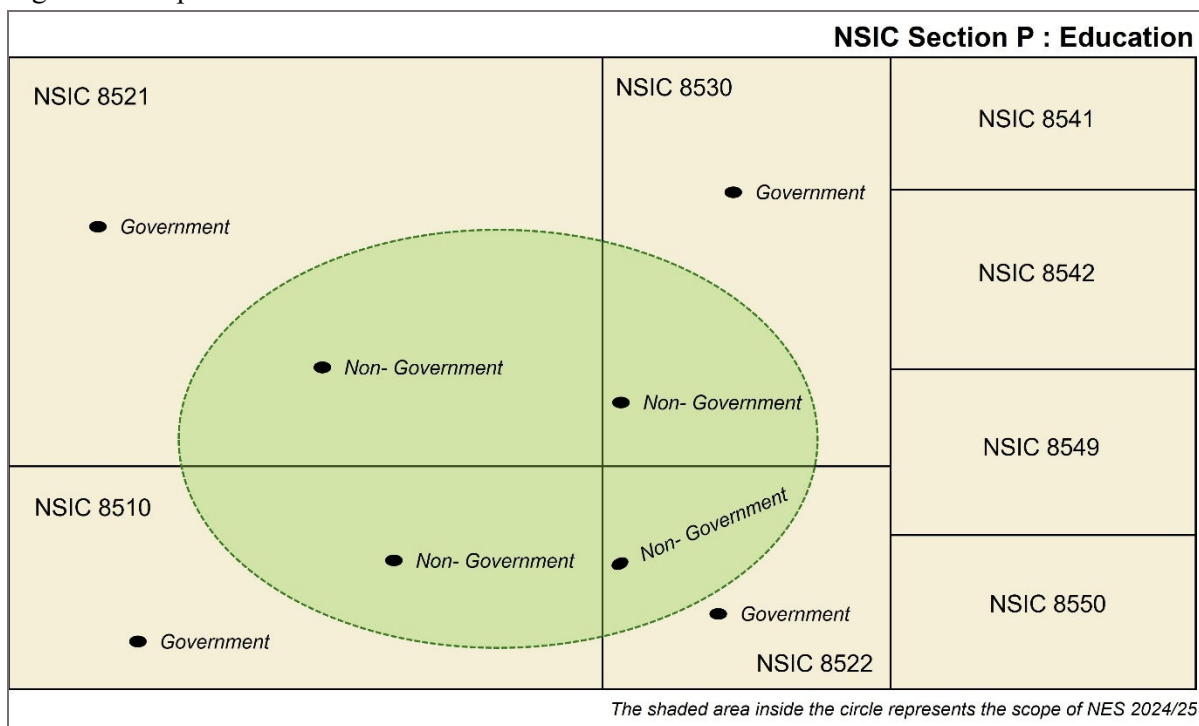 NSIC Section P : Education
NSIC 8521
Government
Non- Government
NSIC 8530
Government
Non- Government
NSIC 8510
Non- Government
Government
Non- Government
Government
NSIC 8522
NSIC 8541
NSIC 8542
NSIC 8549
NSIC 8550
The shaded area inside the circle represents the scope of NES 2024/25